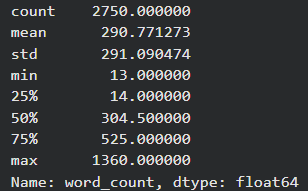 count    2750.000000
mean      290.771273
std       291.090474
min        13.000000
25%        14.000000
50%       304.500000
75%       525.000000
max      1360.000000
Name: word_count, dtype: float64